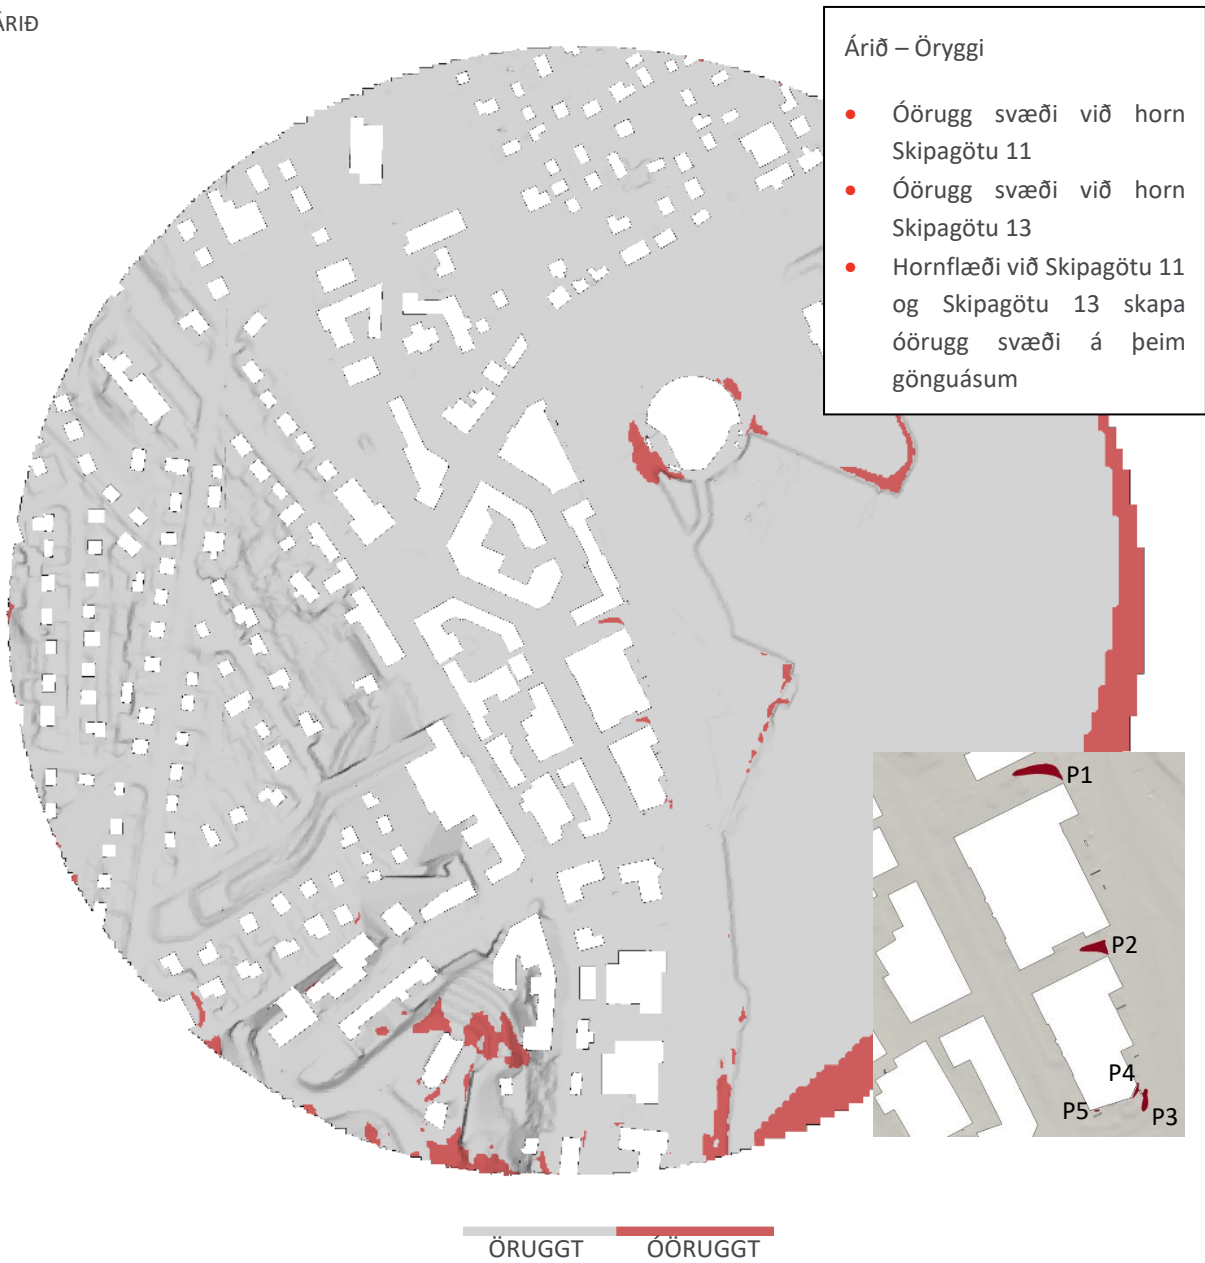 ÁRIÐ
Árið – Öryggi
• Óörugg svæði við horn
Skipagötu 11
• Óörugg svæði við horn
Skipagötu 13
• Hornflæði við Skipagötu 11
og Skipagötu 13 skapa
óörugg svæði á þeim
gönguásum
P1
P2
P4
P5
P3
ÖRUGGT ÓÖRUGGT